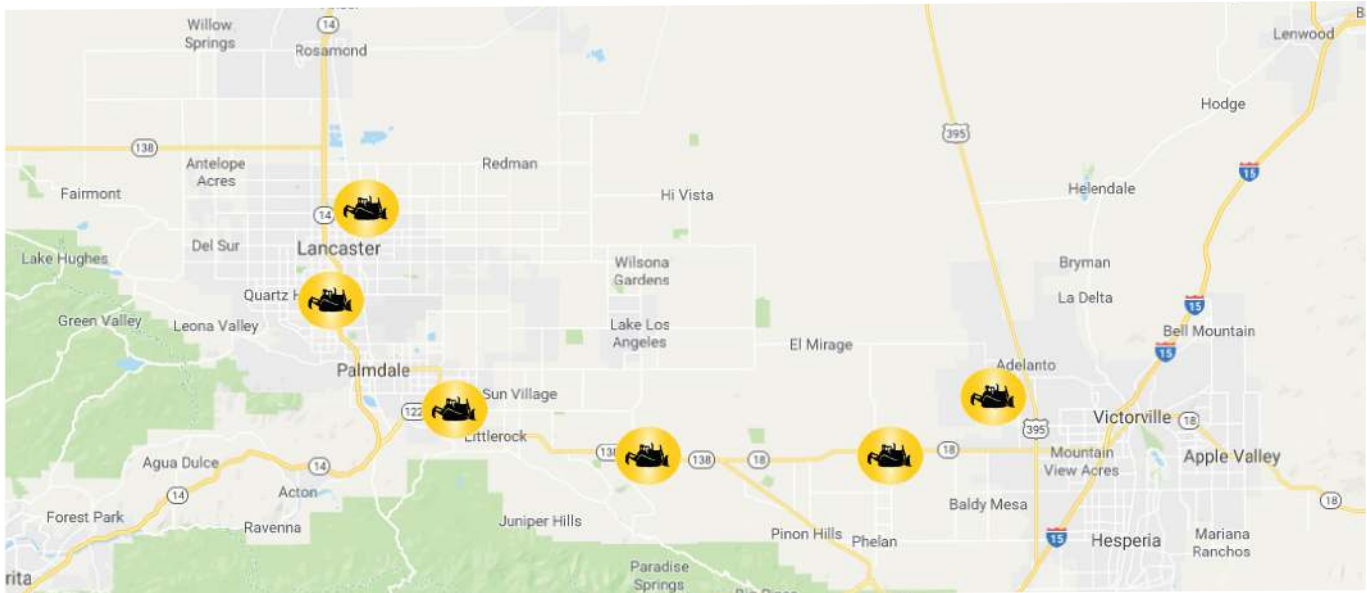 14
Willow
Springs
Rosamond
Lenwood
Hodge
395
138
Antelope
Acres
Redman
15
Fairmont
Hi Vista
Helendale
14
Del Sur
Lancaster
Lake Hughes
Wilsona
Gardens
Bryman
Quartz H
La Delta
15
Green Valley
Leona Valley
Lake Los
Angeles
Bell Mountain
El Mirage
15
Palmdale
Adelanto
Sun Village
122
Victorville
18
Littlerock
395
138
138
18
18
Mountain
View Acres
Apple Valley
Agua Dulce
14
Acton
14
18
Baldy Mesa
Forest Park
Ravenna
Juniper Hills
Pinon Hills
Phelan
15
Hesperia
Mariana
Ranchos
rita
Paradise
Springs